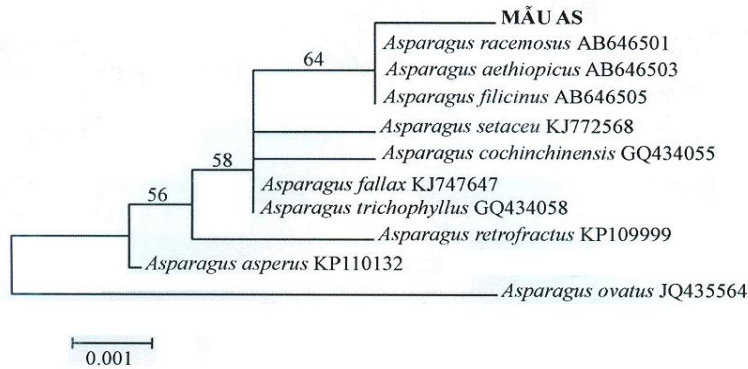 MẪU AS
Asparagus racemosus AB646501
64
Asparagus aethiopicus AB646503
Asparagus filicinus AB646505
Asparagus setaceu KJ772568
Asparagus cochinchinensis GQ434055
58
Asparagus fallax KJ747647
56
Asparagus trichophyllus GQ434058
Asparagus retrofractus KP109999
Asparagus asperus KP110132
Asparagus ovatus JQ435564
0.001